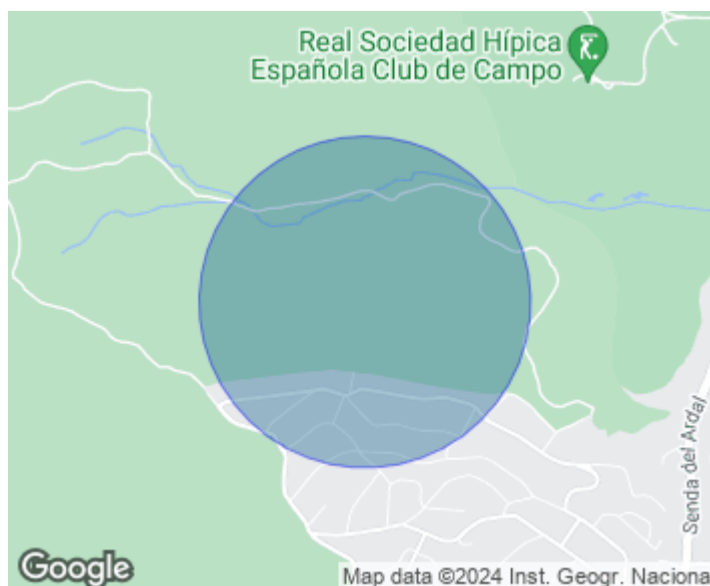 Real Sociedad Hípica
Española Club de Campo
Senda del Ardal
Google
Map data ©2024 Inst. Geogr. Naciona